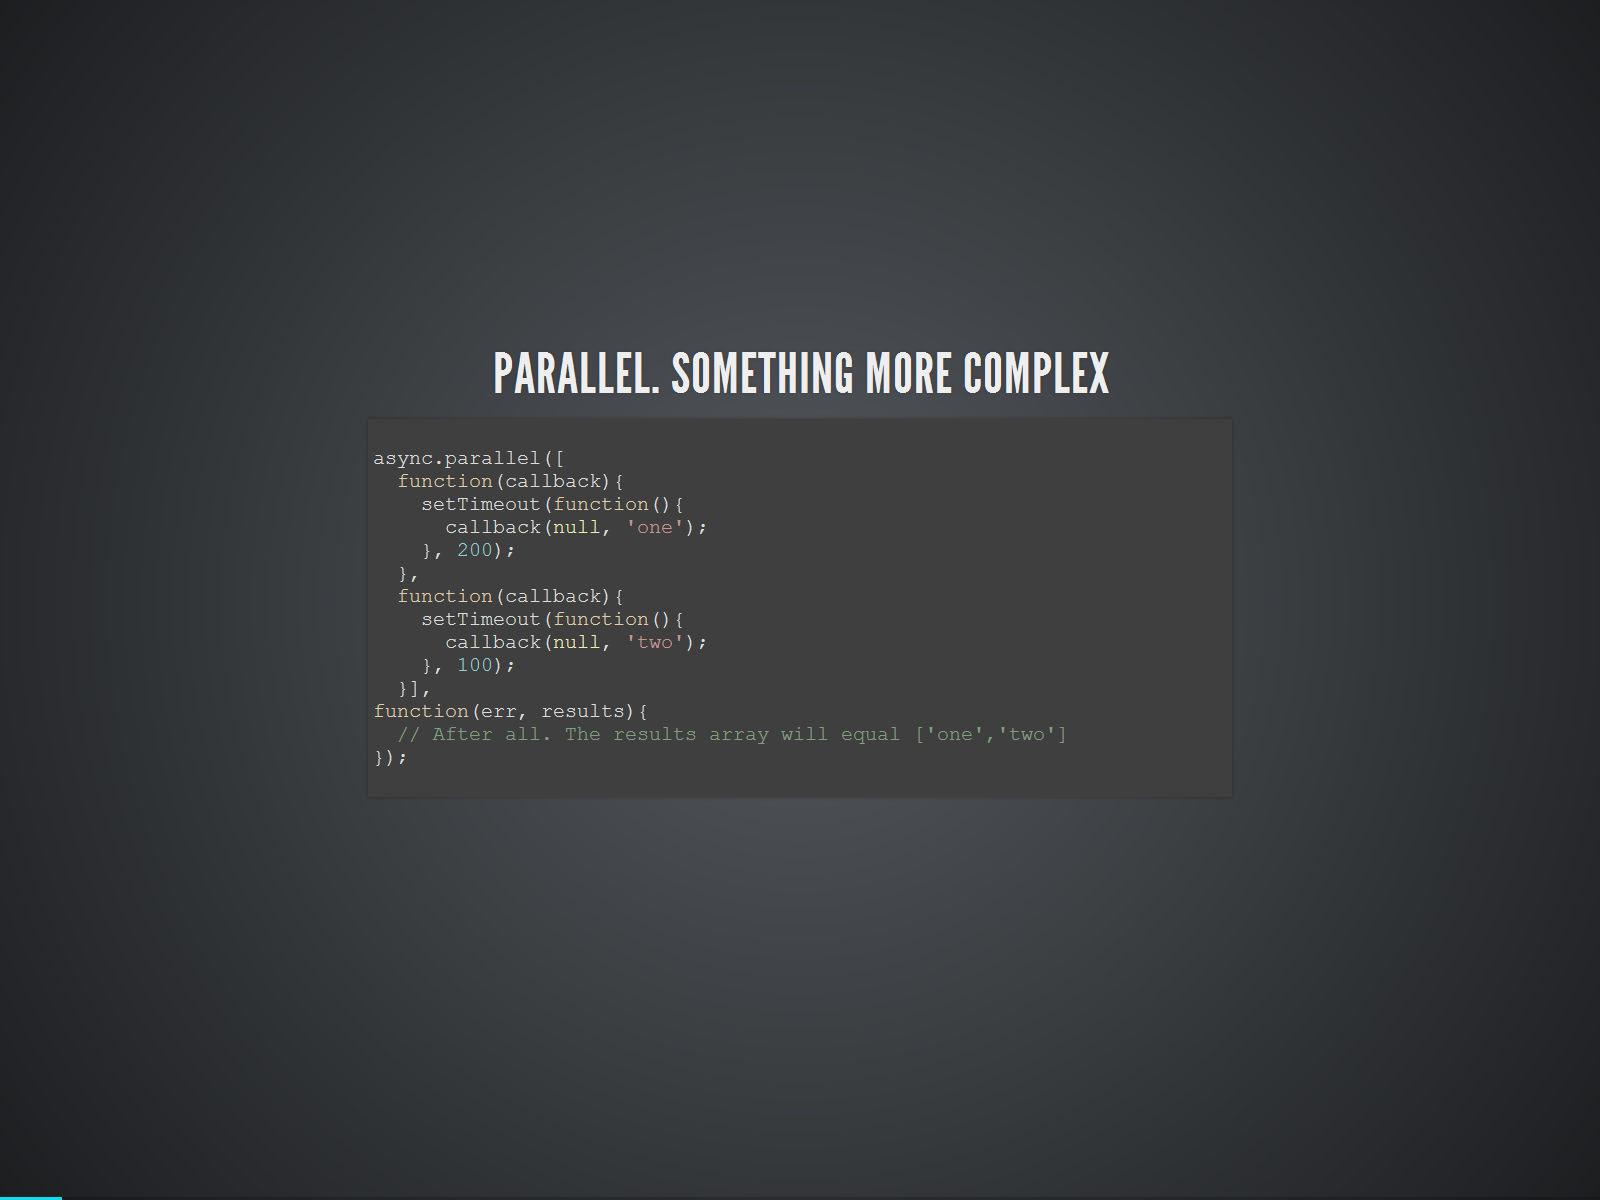 PARALLEL. SOMETHING MORE COMPLEX
async.parallel([
  function(callback){
    setTimeout(function(){
      callback(null, 'one');
    }, 200);
  },
  function(callback){
    setTimeout(function(){
      callback(null, 'two');
    }, 100);
  }],
function(err, results){
  // After all. The results array will equal ['one','two']
});